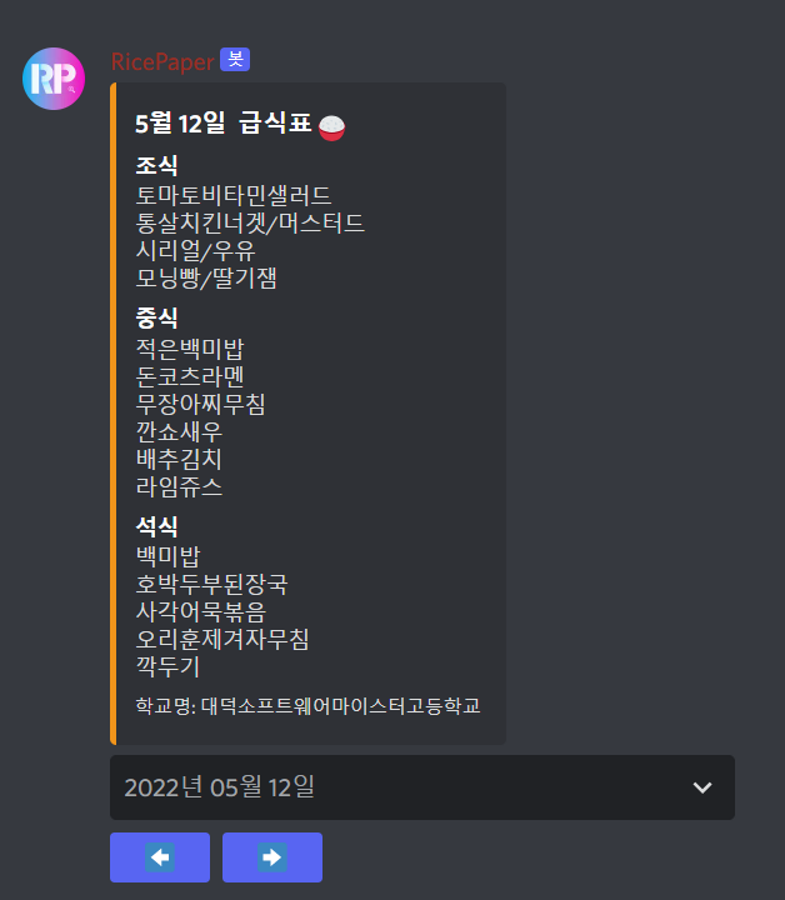 RP
RicePaper 봇
5월 12일 급식표
조식
토마토비타민샐러드
통살치킨너겟/머스터드
시리얼/우유
모닝빵/딸기잼
중식
적은백미밥
돈코츠라멘
무장아찌무침
깐쇼새우
배추김치
라임쥬스
석식
백미밥
호박두부된장국
사각어묵볶음
오리훈제겨자무침
깍두기
학교명: 대덕소프트웨어마이스터고등학교
2022년 05월 12일